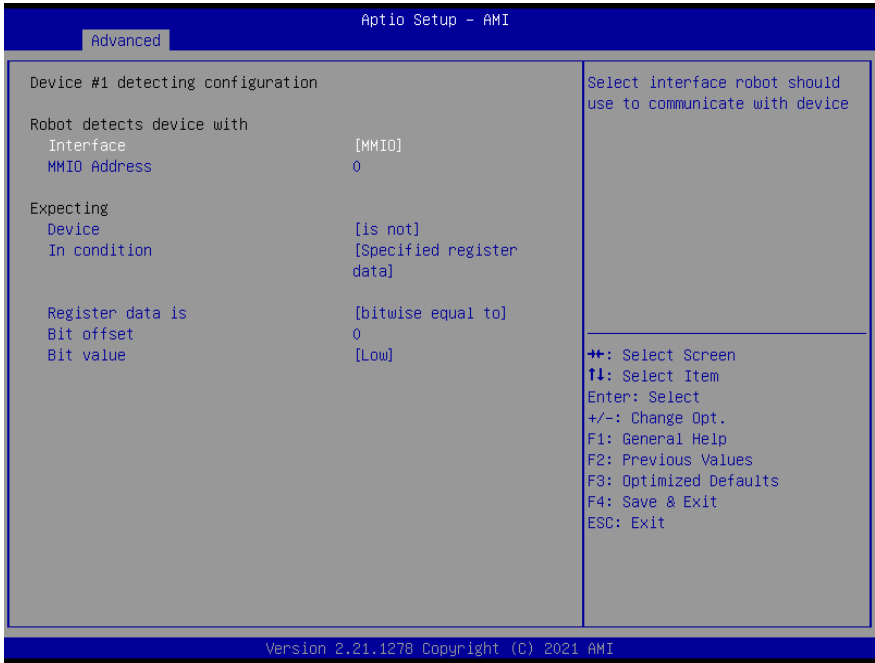 Aptio Setup – AMI
Advanced
Device #1 detecting configuration
Robot detects device with
Interface [MMIO]
MMIO Address 0
Expecting
Device [is not]
In condition [Specified register
data]
Register data is [bitwise equal to]
Bit offset 0
Bit value [Low]
Select interface robot should
use to communicate with device
→←: Select Screen
↑↓: Select Item
Enter: Select
+/-: Change Opt.
F1: General Help
F2: Previous Values
F3: Optimized Defaults
F4: Save & Exit
ESC: Exit
Version 2.21.1278 Copyright (C) 2021 AMI